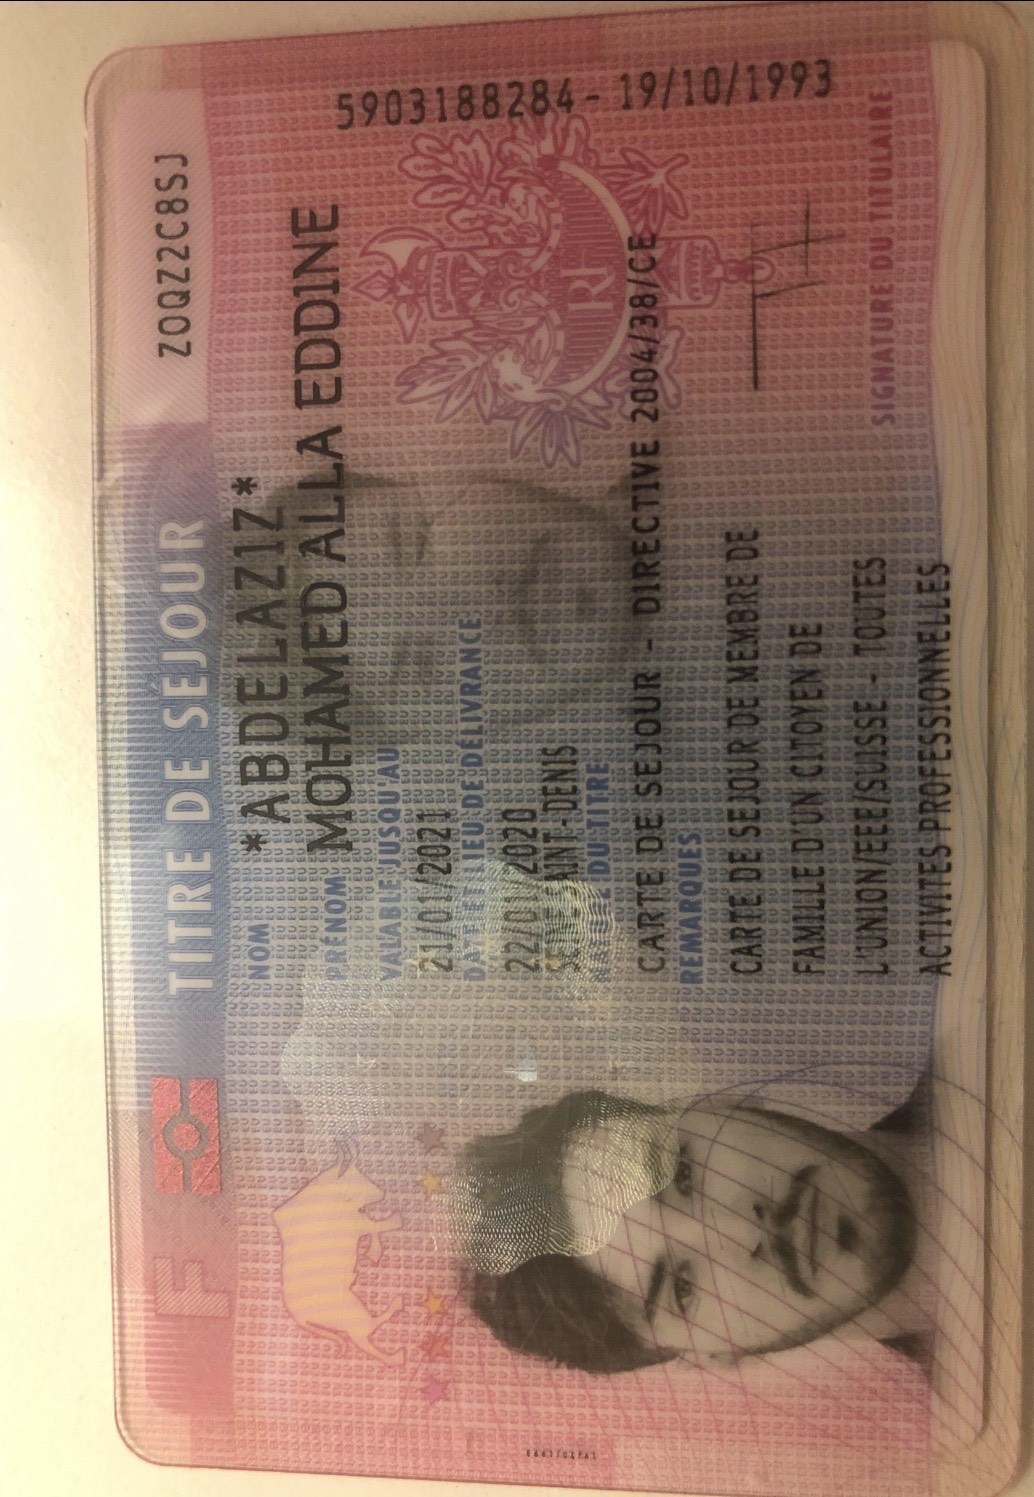 F
TITRE DE SÉJOUR
ZOQZ2C8SJ
NOM
*ABDELAZIZ*
PRÉNOM
MOHAMED ALLA EDDINE
5903188284 - 19/10/1993
VALABLE JUSQU'AU
21/01/2021
DATE ET LIEU DE DÉLIVRANCE
22/01/2020
SAINT-DENIS
DU TITRE
CARTE DE SEJOUR - DIRECTIVE 2004/38/CE
REMARQUES
CARTE DE SEJOUR DE MEMBRE DE
FAMILLE D'UN CITOYEN DE
L'UNION/EEE/SUISSE - TOUTES
ACTIVITES PROFESSIONNELLES
RF
SIGNATURE DU TITULAIRE